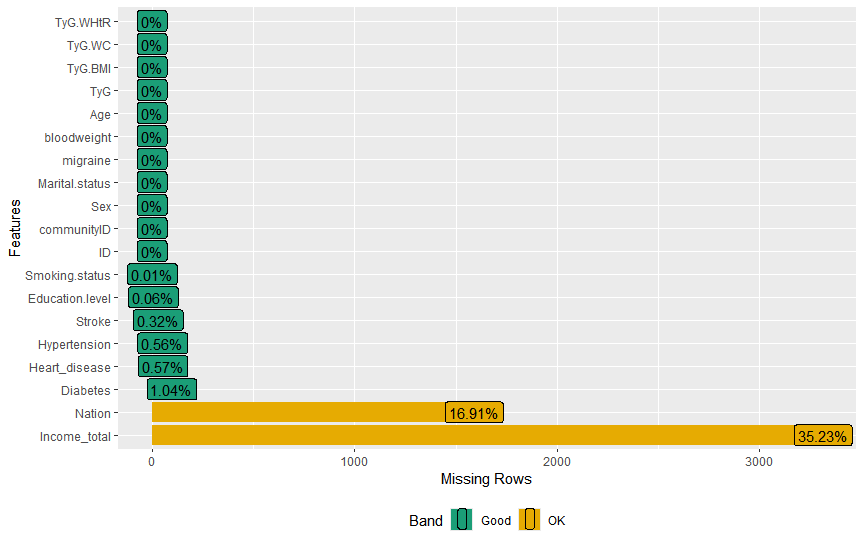 TyG.WHtR 0%
TyG.WC 0%
TyG.BMI 0%
TyG 0%
Age 0%
bloodweight 0%
migraine 0%
Marital.status 0%
Sex 0%
communityID 0%
ID 0%
Smoking.status 0.01%
Education.level 0.06%
Stroke 0.32%
Hypertension 0.56%
Heart_disease 0.57%
Diabetes 1.04%
Nation 16.91%
Income_total 35.23%
Features
0 1000 2000 3000
Missing Rows
Band Good OK